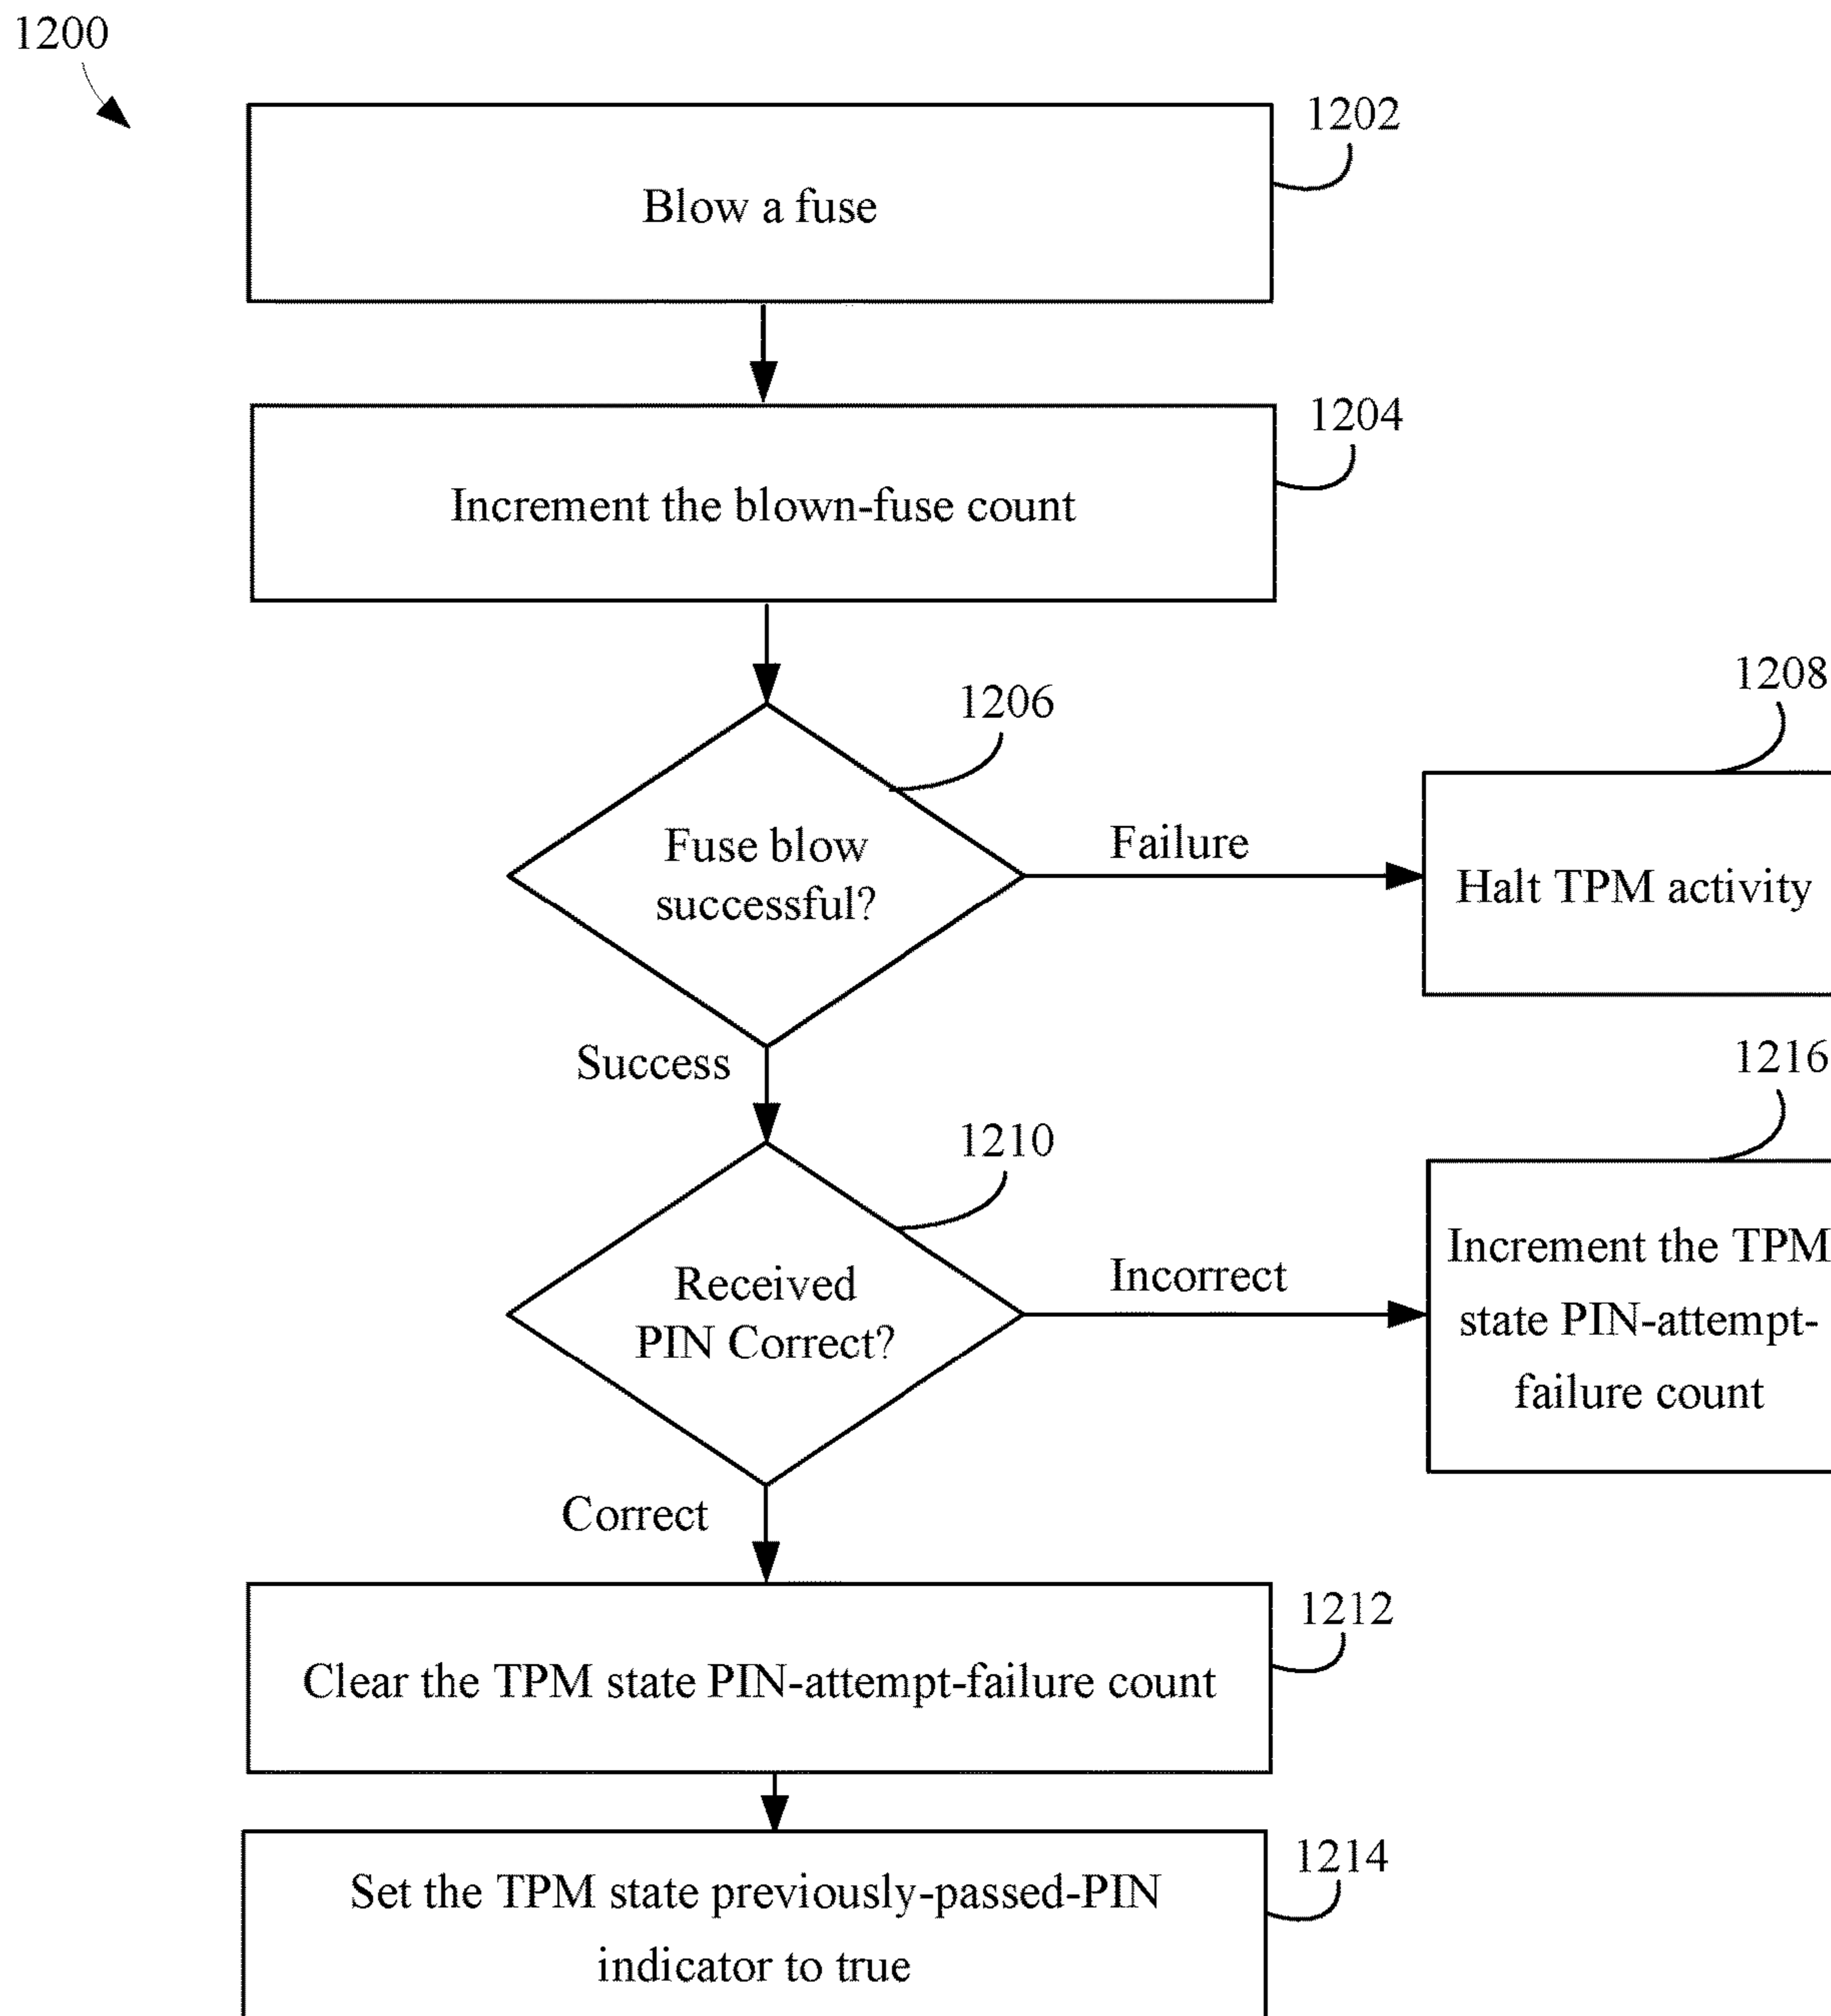 1200
1202
Blow a fuse
1204
Increment the blown-fuse count
1206
Fuse blow
successful?
Failure
1208
Halt TPM activity
Success
1210
Received
PIN Correct?
Incorrect
1216
Increment the TPM
state PIN-attempt-
failure count
Correct
1212
Clear the TPM state PIN-attempt-failure count
1214
Set the TPM state previously-passed-PIN
indicator to true